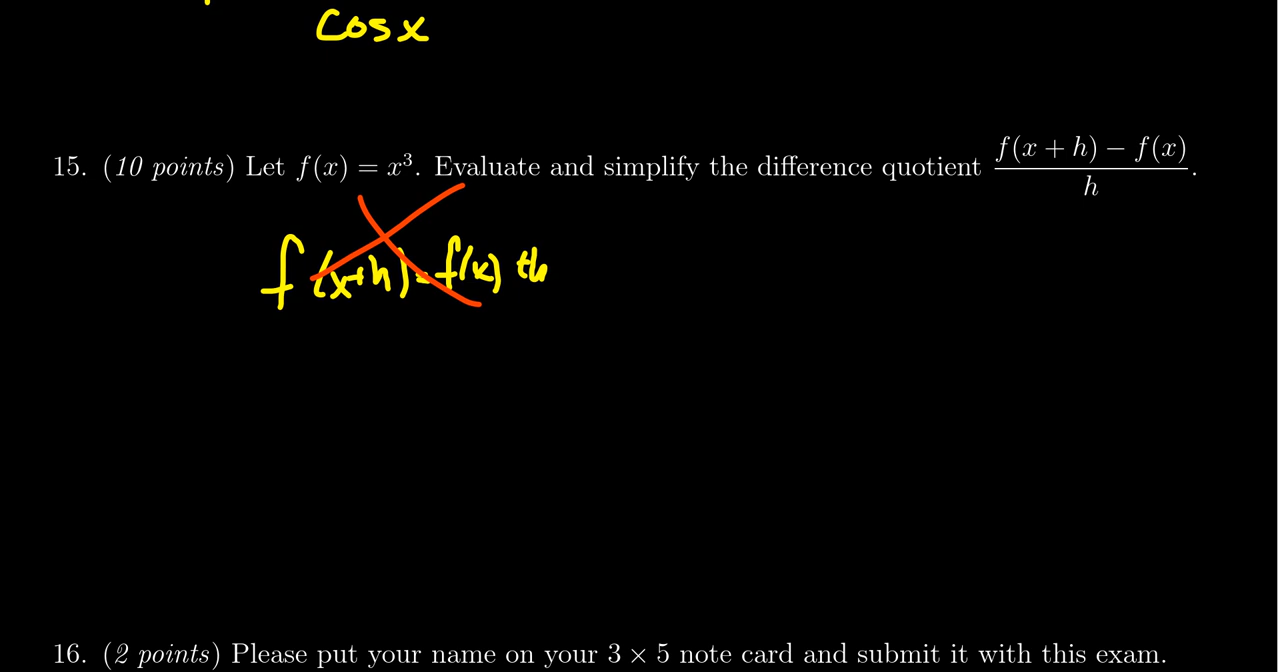 cos x
15. (10 points) Let f(x) = x³. Evaluate and simplify the difference quotient (f(x + h) − f(x))/h.
f(x+h) = f(x) + h
16. (2 points) Please put your name on your 3 × 5 note card and submit it with this exam.